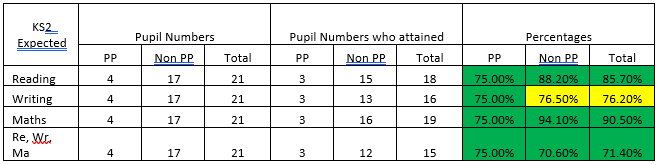 KS2 Expected Pupil Numbers Pupil Numbers who attained Percentages
PP Non PP Total PP Non PP Total PP Non PP Total
Reading 4 17 21 3 15 18 75.00% 88.20% 85.70%
Writing 4 17 21 3 13 16 75.00% 76.50% 76.20%
Maths 4 17 21 3 16 19 75.00% 94.10% 90.50%
Re, Wr,
Ma 4 17 21 3 12 15 75.00% 70.60% 71.40%